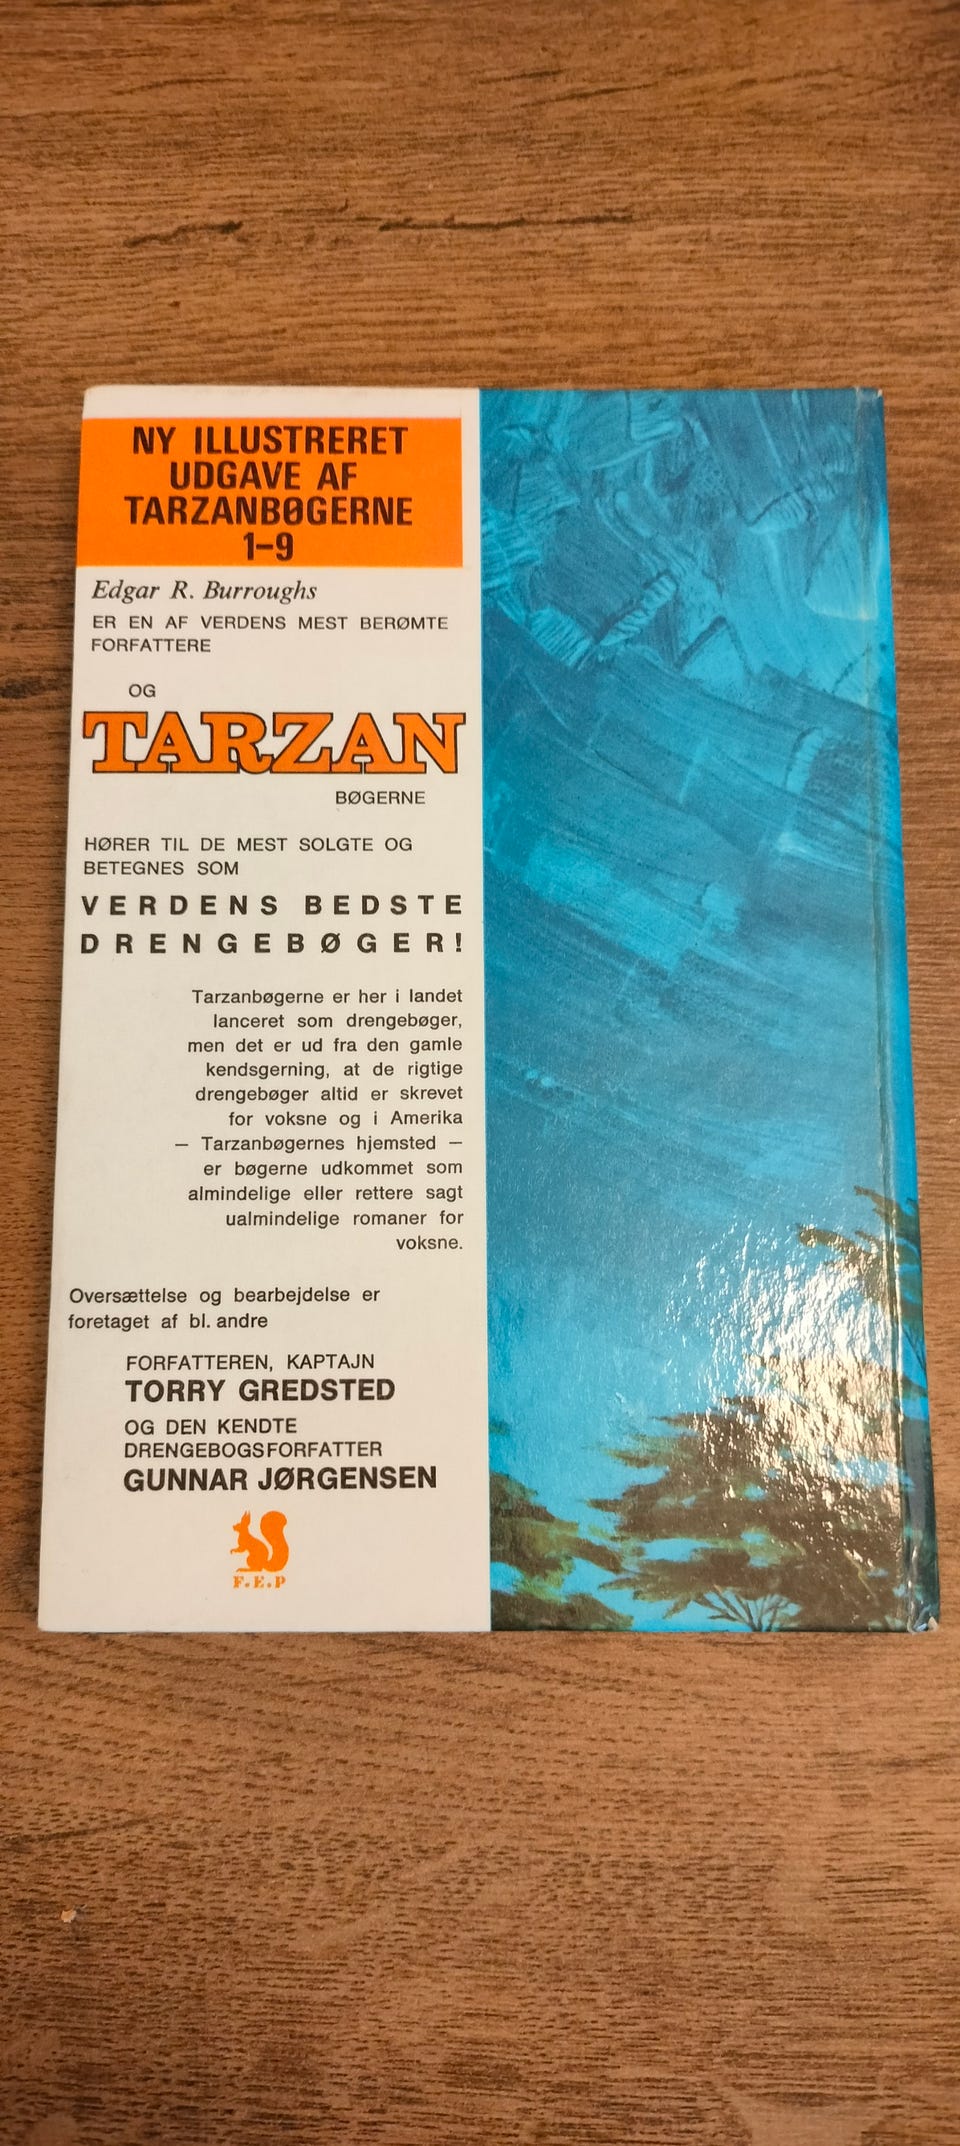 NY ILLUSTRERET
UDGAVE AF
TARZANBØGERNE
1–9
Edgar R. Burroughs
ER EN AF VERDENS MEST BERØMTE
FORFATTERE
OG
TARZAN
BØGERNE
HØRER TIL DE MEST SOLGTE OG
BETEGNES SOM
VERDENS BEDSTE
DRENGEBØGER!
Tarzanbøgerne er her i landet
lanceret som drengebøger,
men det er ud fra den gamle
kendsgerning, at de rigtige
drengebøger altid er skrevet
for voksne og i Amerika
— Tarzanbøgernes hjemsted —
er bøgerne udkommet som
almindelige eller rettere sagt
ualmindelige romaner for
voksne.
Oversættelse og bearbejdelse er
foretaget af bl. andre
FORFATTEREN, KAPTAJN
TORRY GREDSTED
OG DEN KENDTE
DRENGEBOGSFORFATTER
GUNNAR JØRGENSEN
F.E.P